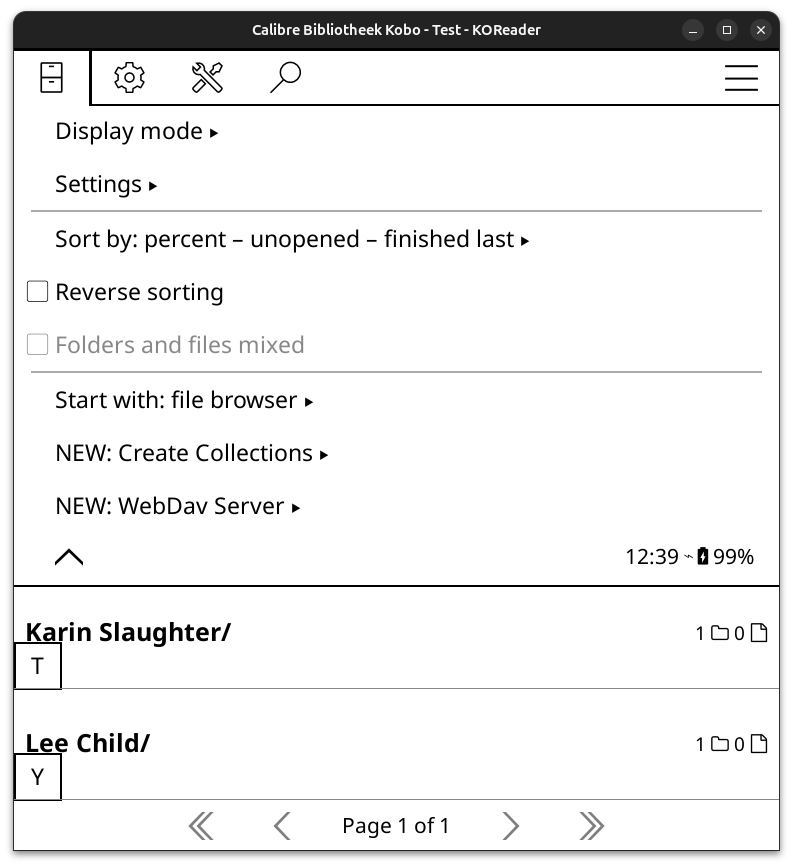 Calibre Bibliotheek Kobo - Test - KOReader
Display mode ▸
Settings ▸
Sort by: percent – unopened – finished last ▸
Reverse sorting
Folders and files mixed
Start with: file browser ▸
NEW: Create Collections ▸
NEW: WebDav Server ▸
12:39 ~ 99%
Karin Slaughter/ 1 0
T
Lee Child/ 1 0
Y
Page 1 of 1